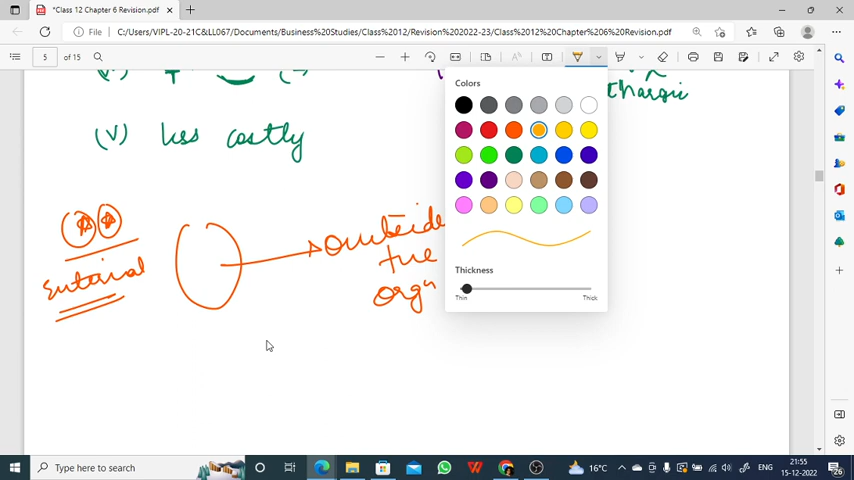 *Class 12 Chapter 6 Revision.pdf
File
C:/Users/VIPL-20-21C&LL067/Documents/Business%20Studies/Class%2012/Revision%202022-23/Class%2012%20Chapter%206%20Revision.pdf
5 of 15
Colors
Thickness
Thin Thick
thargic
(V) less costly
outside
the
orgn
Type here to search
16°C
ENG
21:55
15-12-2022
26